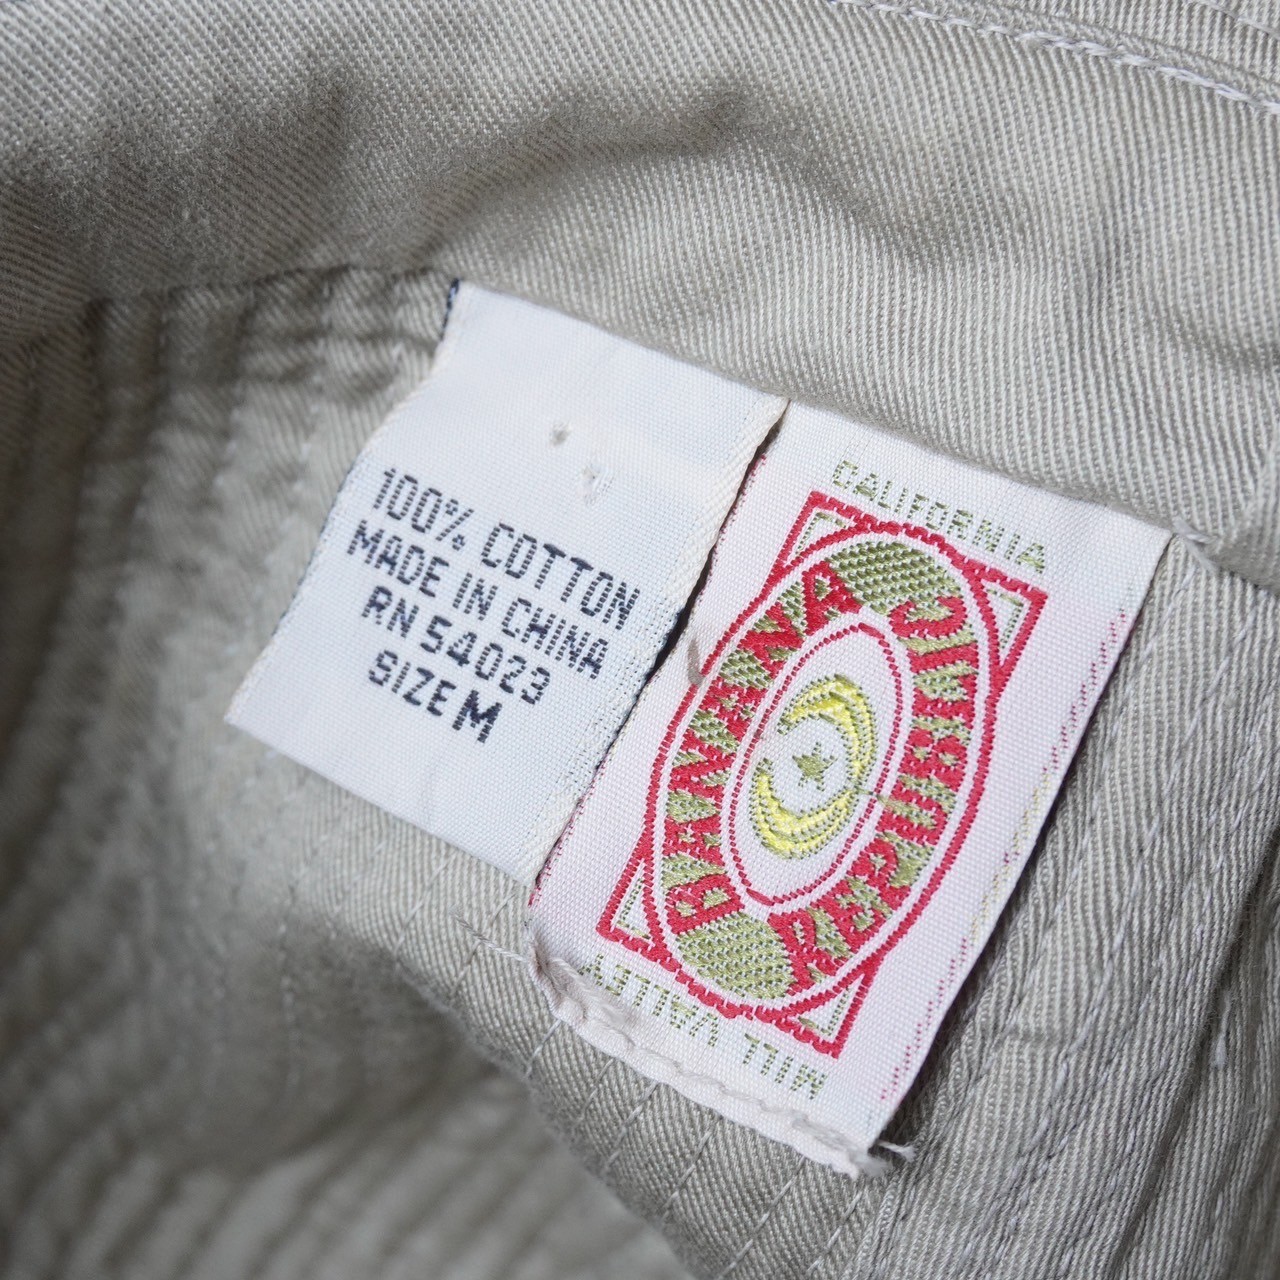 100% COTTON
MADE IN CHINA
RN 54023
SIZE M
CALIFORNIA
BANANA
REPUBLIC
MILL VALLEY